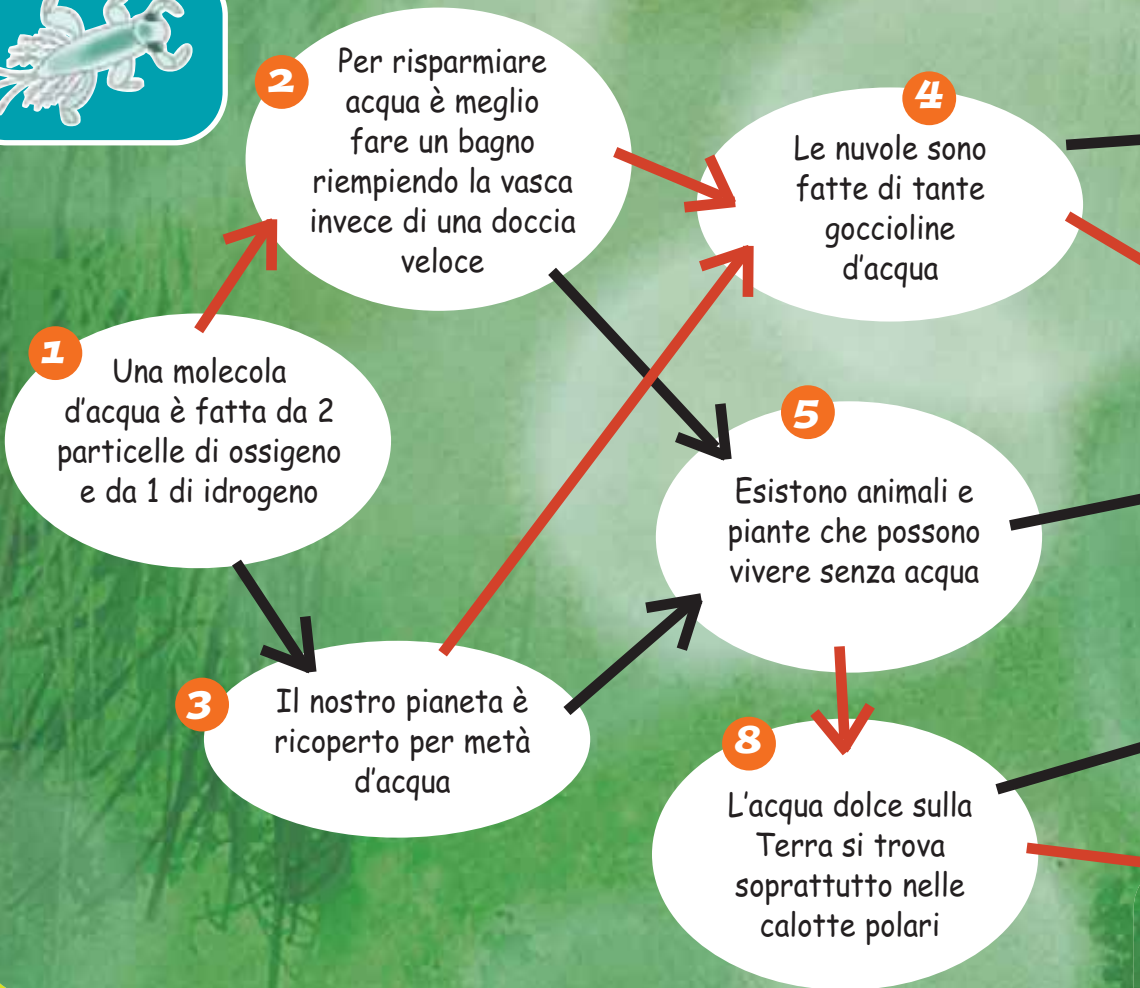 1
Una molecola
d'acqua è fatta da 2
particelle di ossigeno
e da 1 di idrogeno
2
Per risparmiare
acqua è meglio
fare un bagno
riempiendo la vasca
invece di una doccia
veloce
3
Il nostro pianeta è
ricoperto per metà
d'acqua
4
Le nuvole sono
fatte di tante
goccioline
d'acqua
5
Esistono animali e
piante che possono
vivere senza acqua
8
L'acqua dolce sulla
Terra si trova
soprattutto nelle
calotte polari